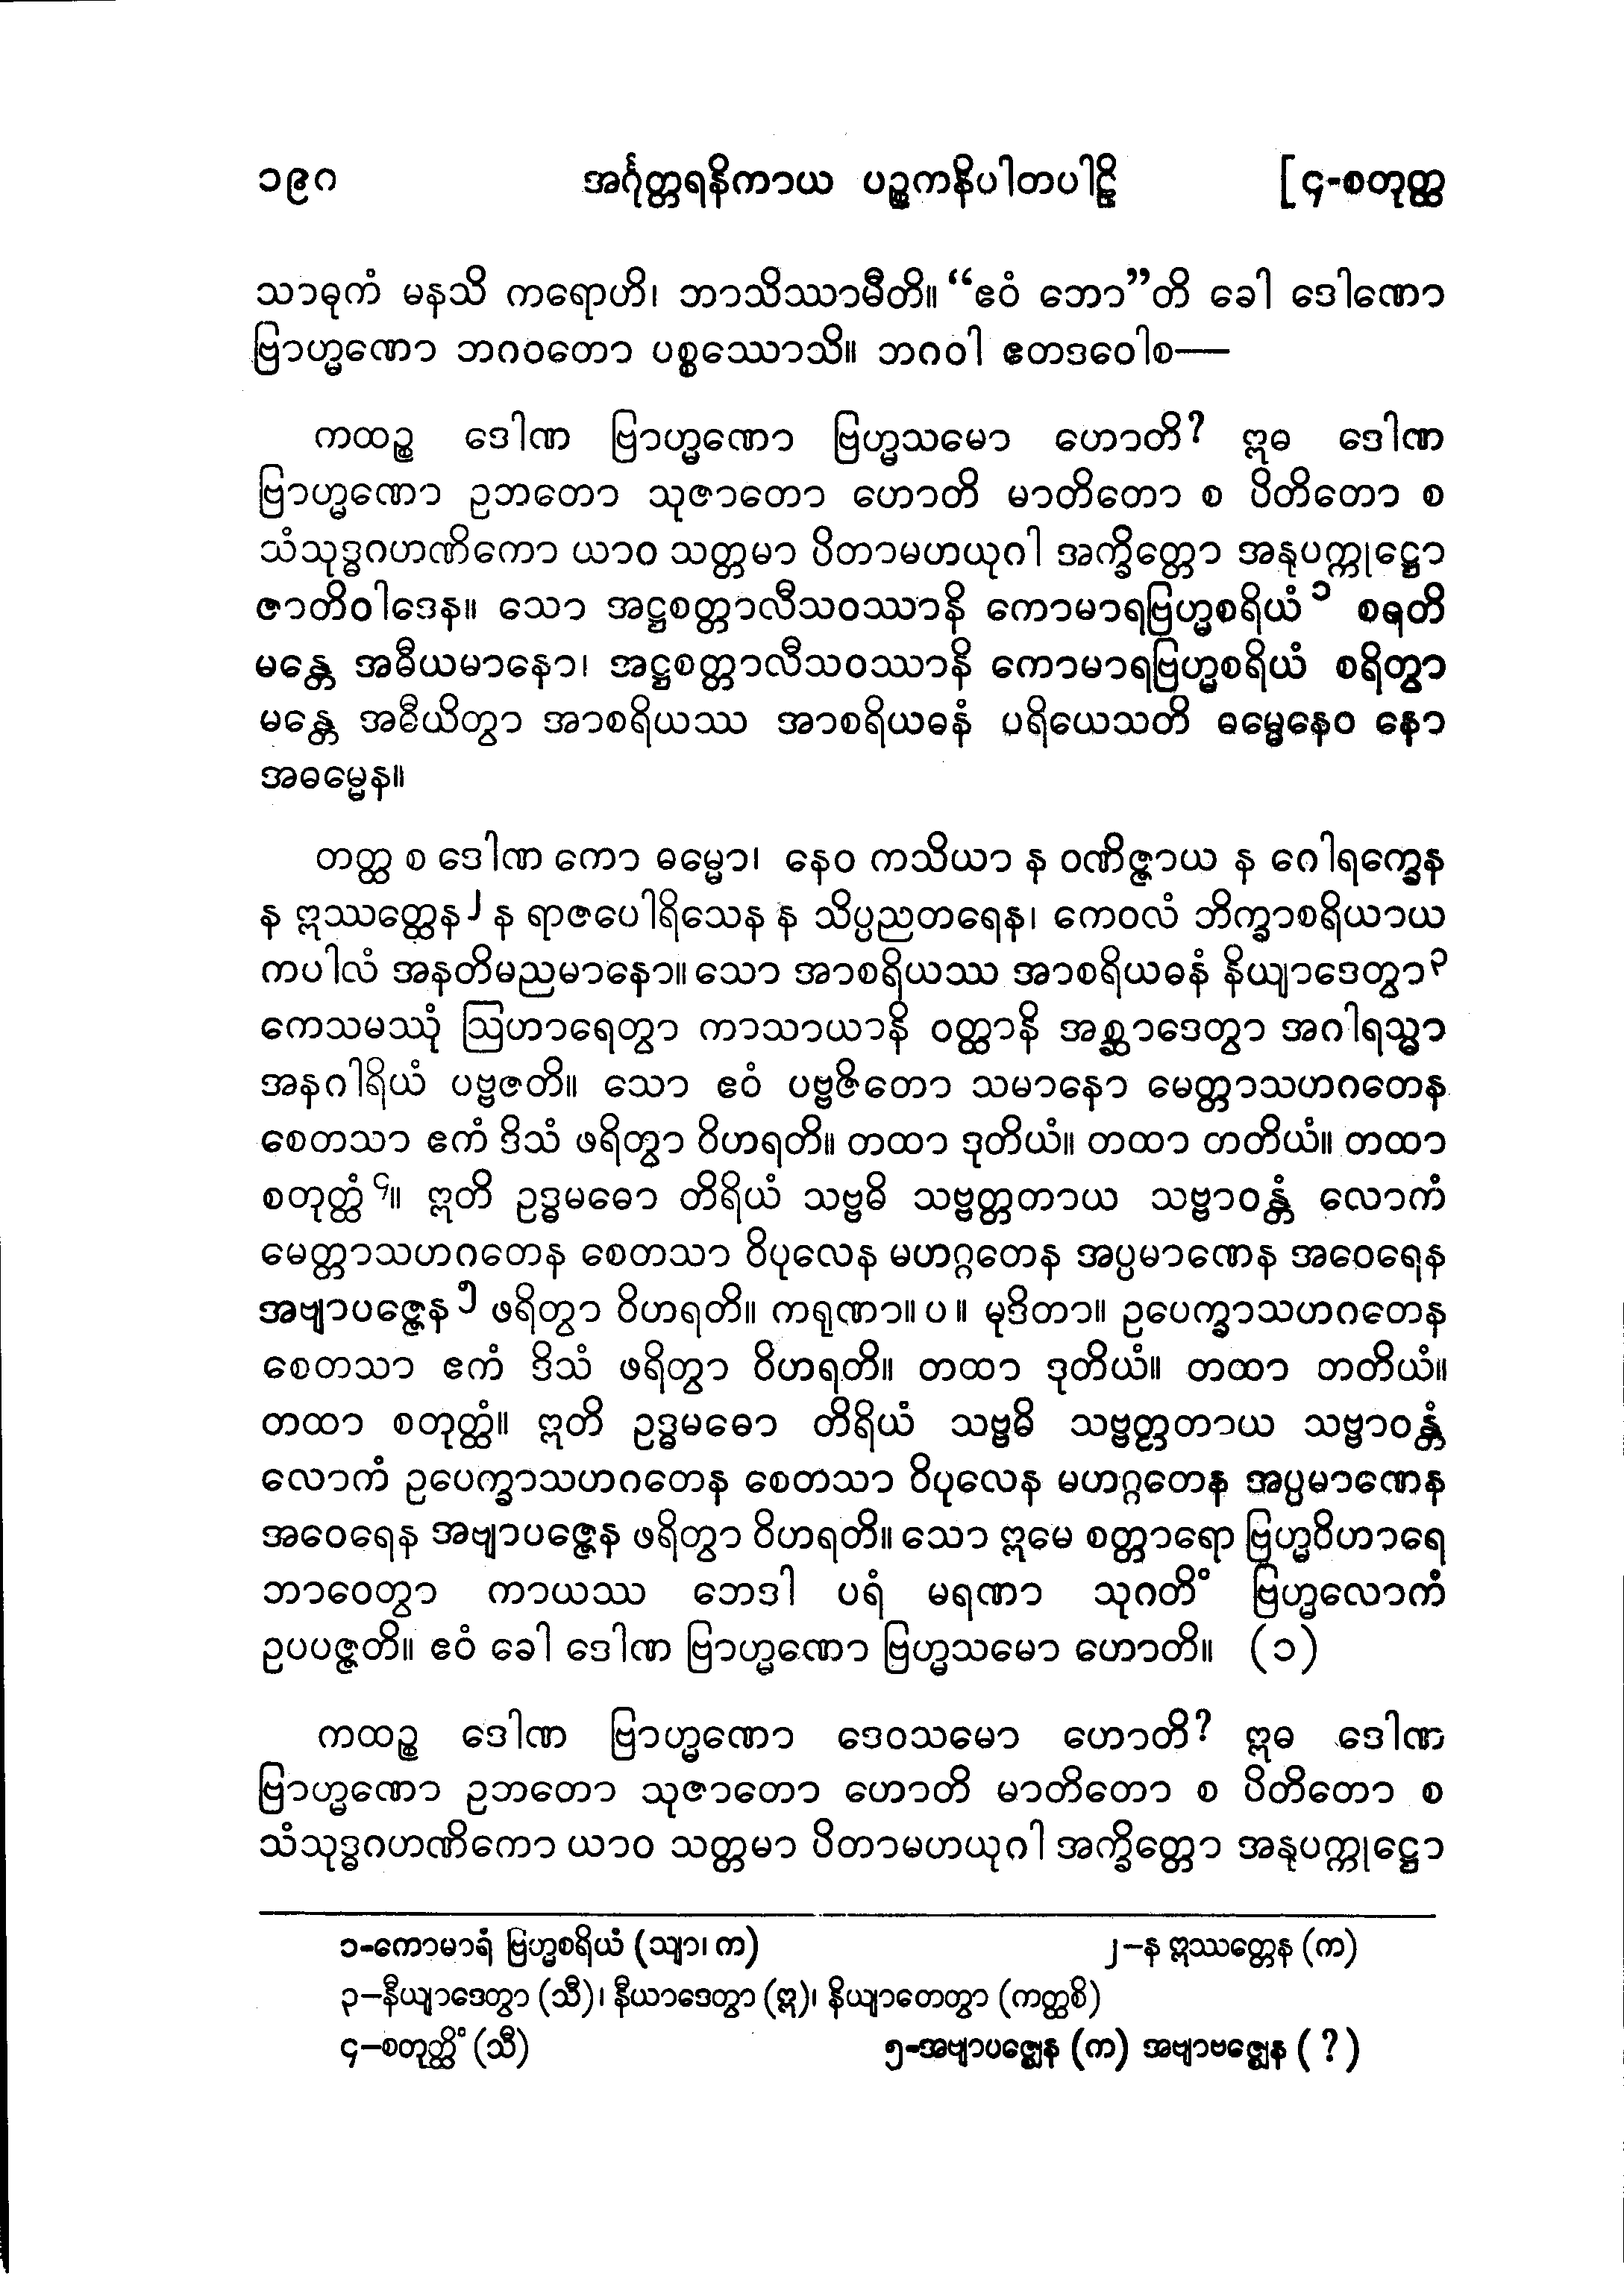 ၁၉ဂ အင်္ဂုတ္တရနိကာယ ပဉ္စကနိပါတပါဠိ [၄-စတုတ္ထ
သာဓုကံ မနသိ ကရောဟိ၊ ဘာသိဿာမီတိ။ “ဧဝံ ဘော”တိ ခေါ ဒေါဏော
ဗြာဟ္မဏော ဘဂဝတော ပစ္စဿောသိ။ ဘဂဝါ ဧတဒဝေါစ—
ကထဉ္စ ဒေါဏ ဗြာဟ္မဏော ဗြဟ္မသမော ဟောတိ? ဣဓ ဒေါဏ
ဗြာဟ္မဏော ဥဘတော သုဇာတော ဟောတိ မာတိတော စ ပိတိတော စ
သံသုဒ္ဓဂဟဏိကော ယာဝ သတ္တမာ ပိတာမဟယုဂါ အက္ခိတ္တော အနုပက္ကုဋ္ဌော
ဇာတိဝါဒေန။ သော အဋ္ဌစတ္တာလီသဝဿာနိ ကောမာရဗြဟ္မစရိယံ ၁ စရတိ
မန္တေ အဓီယမာနော၊ အဋ္ဌစတ္တာလီသဝဿာနိ ကောမာရဗြဟ္မစရိယံ စရိတွာ
မန္တေ အဓီယိတွာ အာစရိယဿ အာစရိယဓနံ ပရိယေသတိ ဓမ္မေနေဝ နော
အဓမ္မေန။
တတ္ထ စ ဒေါဏ ကော ဓမ္မော၊ နေဝ ကသိယာ န ဝဏိဇ္ဇာယ န ဂေါရက္ခေန
န ဣဿတ္ထေန ၂ န ရာဇပေါရိသေန န သိပ္ပညတရေန၊ ကေဝလံ ဘိက္ခာစရိယာယ
ကပါလံ အနတိမညမာနော။ သော အာစရိယဿ အာစရိယဓနံ နိယျာဒေတွာ ၃
ကေသမဿုံ ဩဟာရေတွာ ကာသာယာနိ ဝတ္ထာနိ အစ္ဆာဒေတွာ အဂါရသ္မာ
အနဂါရိယံ ပဗ္ဗဇတိ။ သော ဧဝံ ပဗ္ဗဇိတော သမာနော မေတ္တာသဟဂတေန
စေတသာ ဧကံ ဒိသံ ဖရိတွာ ဝိဟရတိ။ တထာ ဒုတိယံ။ တထာ တတိယံ။ တထာ
စတုတ္ထံ ၄။ ဣတိ ဥဒ္ဓမဓော တိရိယံ သဗ္ဗဓိ သဗ္ဗတ္တတာယ သဗ္ဗာဝန္တံ လောကံ
မေတ္တာသဟဂတေန စေတသာ ဝိပုလေန မဟဂ္ဂတေန အပ္ပမာဏေန အဝေရေန
အဗျာပဇ္ဇေန ၅ ဖရိတွာ ဝိဟရတိ။ ကရုဏာ။ ပ ။ မုဒိတာ။ ဥပေက္ခာသဟဂတေန
စေတသာ ဧကံ ဒိသံ ဖရိတွာ ဝိဟရတိ။ တထာ ဒုတိယံ။ တထာ တတိယံ။
တထာ စတုတ္ထံ။ ဣတိ ဥဒ္ဓမဓော တိရိယံ သဗ္ဗဓိ သဗ္ဗတ္တတာယ သဗ္ဗာဝန္တံ
လောကံ ဥပေက္ခာသဟဂတေန စေတသာ ဝိပုလေန မဟဂ္ဂတေန အပ္ပမာဏေန
အဝေရေန အဗျာပဇ္ဇေန ဖရိတွာ ဝိဟရတိ။ သော ဣမေ စတ္တာရော ဗြဟ္မဝိဟာရေ
ဘာဝေတွာ ကာယဿ ဘေဒါ ပရံ မရဏာ သုဂတိံ ဗြဟ္မလောကံ
ဥပပဇ္ဇတိ။ ဧဝံ ခေါ ဒေါဏ ဗြာဟ္မဏော ဗြဟ္မသမော ဟောတိ။ (၁)
ကထဉ္စ ဒေါဏ ဗြာဟ္မဏော ဒေဝသမော ဟောတိ? ဣဓ ဒေါဏ
ဗြာဟ္မဏော ဥဘတော သုဇာတော ဟောတိ မာတိတော စ ပိတိတော စ
သံသုဒ္ဓဂဟဏိကော ယာဝ သတ္တမာ ပိတာမဟယုဂါ အက္ခိတ္တော အနုပက္ကုဋ္ဌော
၁-ကောမာရံ ဗြဟ္မစရိယံ (သျာ၊ က) ၂—န ဣဿတ္တေန (က)
၃—နီယျာဒေတွာ (သီ)၊ နီယာဒေတွာ (ဣ)၊ နိယျာတေတွာ (ကတ္ထစိ)
၄—စတုတ္ထိံ (သီ) ၅-အဗျာပဇ္ဈေန (က) အဗျာဗဇ္ဈေန (?)